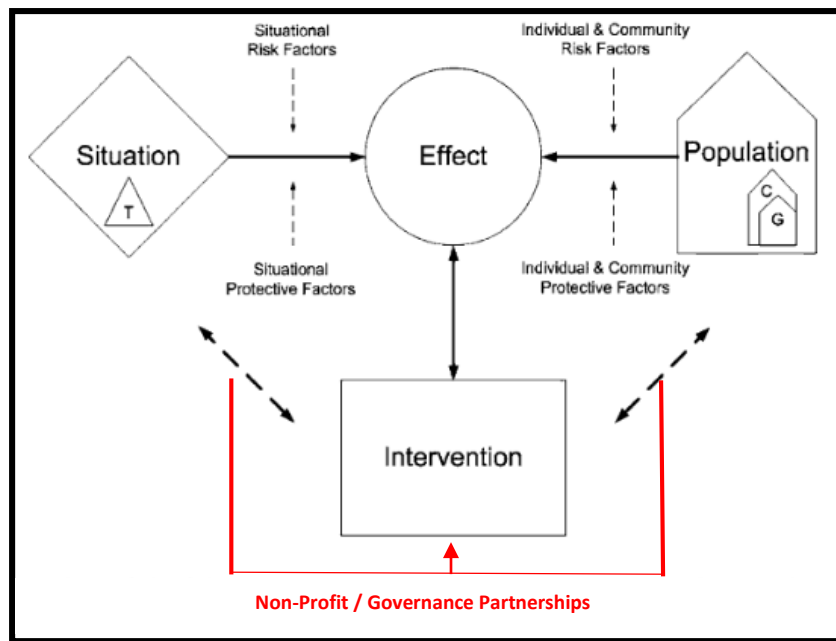 Situational
Risk Factors
Individual & Community
Risk Factors
Situation
T
Effect
Population
C
G
Situational
Protective Factors
Individual & Community
Protective Factors
Intervention
Non-Profit / Governance Partnerships